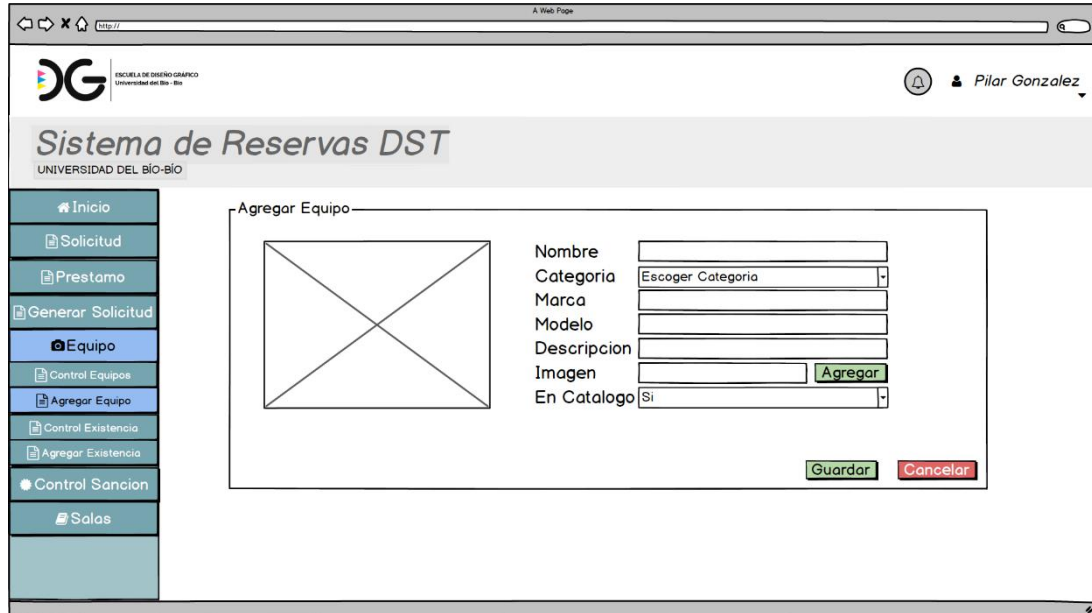 A Web Page
http://
DG
ESCUELA DE DISEÑO GRÁFICO
Universidad del Bío - Bío
Pilar Gonzalez
Sistema de Reservas DST
UNIVERSIDAD DEL BÍO-BÍO
Inicio
Solicitud
Prestamo
Generar Solicitud
Equipo
Control Equipos
Agregar Equipo
Control Existencia
Agregar Existencia
Control Sancion
Salas
Agregar Equipo
Nombre
Categoria Escoger Categoria
Marca
Modelo
Descripcion
Imagen Agregar
En Catalogo Si
Guardar Cancelar